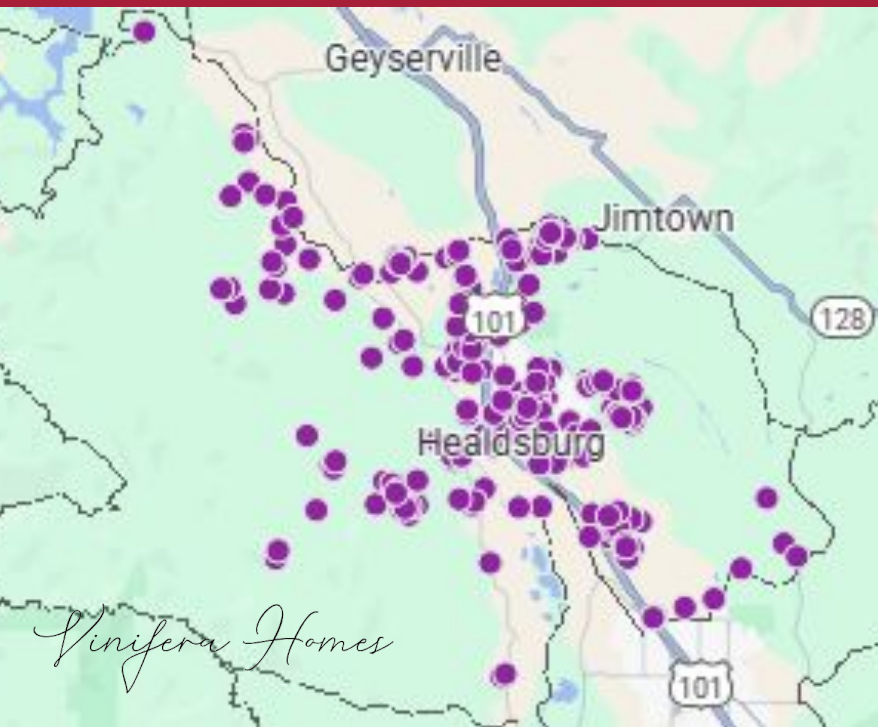 Geyserville
Jimtown
101
128
Healdsburg
Vinifera Homes
101